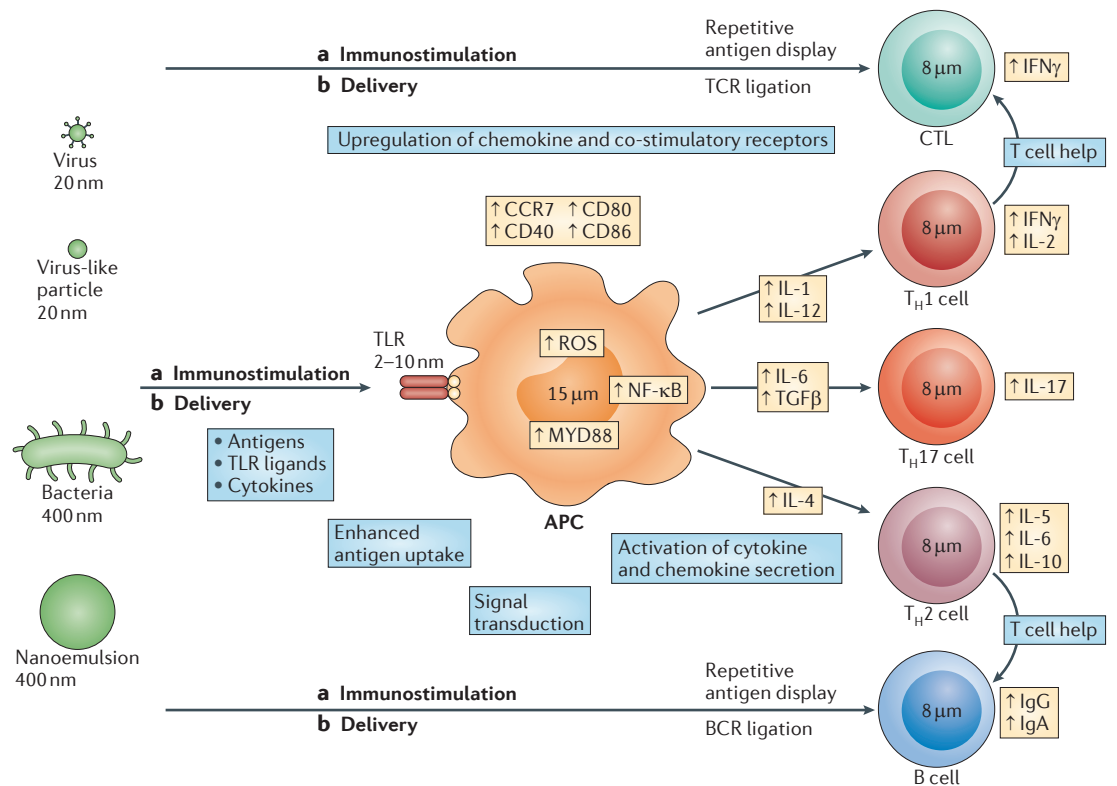 a Immunostimulation
b Delivery
Repetitive
antigen display
TCR ligation
8 μm
CTL
↑ IFNγ
Upregulation of chemokine and co-stimulatory receptors
T cell help
Virus
20 nm
Virus-like
particle
20 nm
↑ CCR7 ↑ CD80
↑ CD40 ↑ CD86
8 μm
TH1 cell
↑ IFNγ
↑ IL-2
↑ IL-1
↑ IL-12
TLR
2–10 nm
a Immunostimulation
b Delivery
• Antigens
• TLR ligands
• Cytokines
↑ ROS
15 μm
↑ NF-κB
↑ MYD88
APC
↑ IL-6
↑ TGFβ
8 μm
TH17 cell
↑ IL-17
Bacteria
400 nm
↑ IL-4
Enhanced
antigen uptake
Activation of cytokine
and chemokine secretion
Signal
transduction
8 μm
TH2 cell
↑ IL-5
↑ IL-6
↑ IL-10
T cell help
Nanoemulsion
400 nm
a Immunostimulation
b Delivery
Repetitive
antigen display
BCR ligation
8 μm
B cell
↑ IgG
↑ IgA